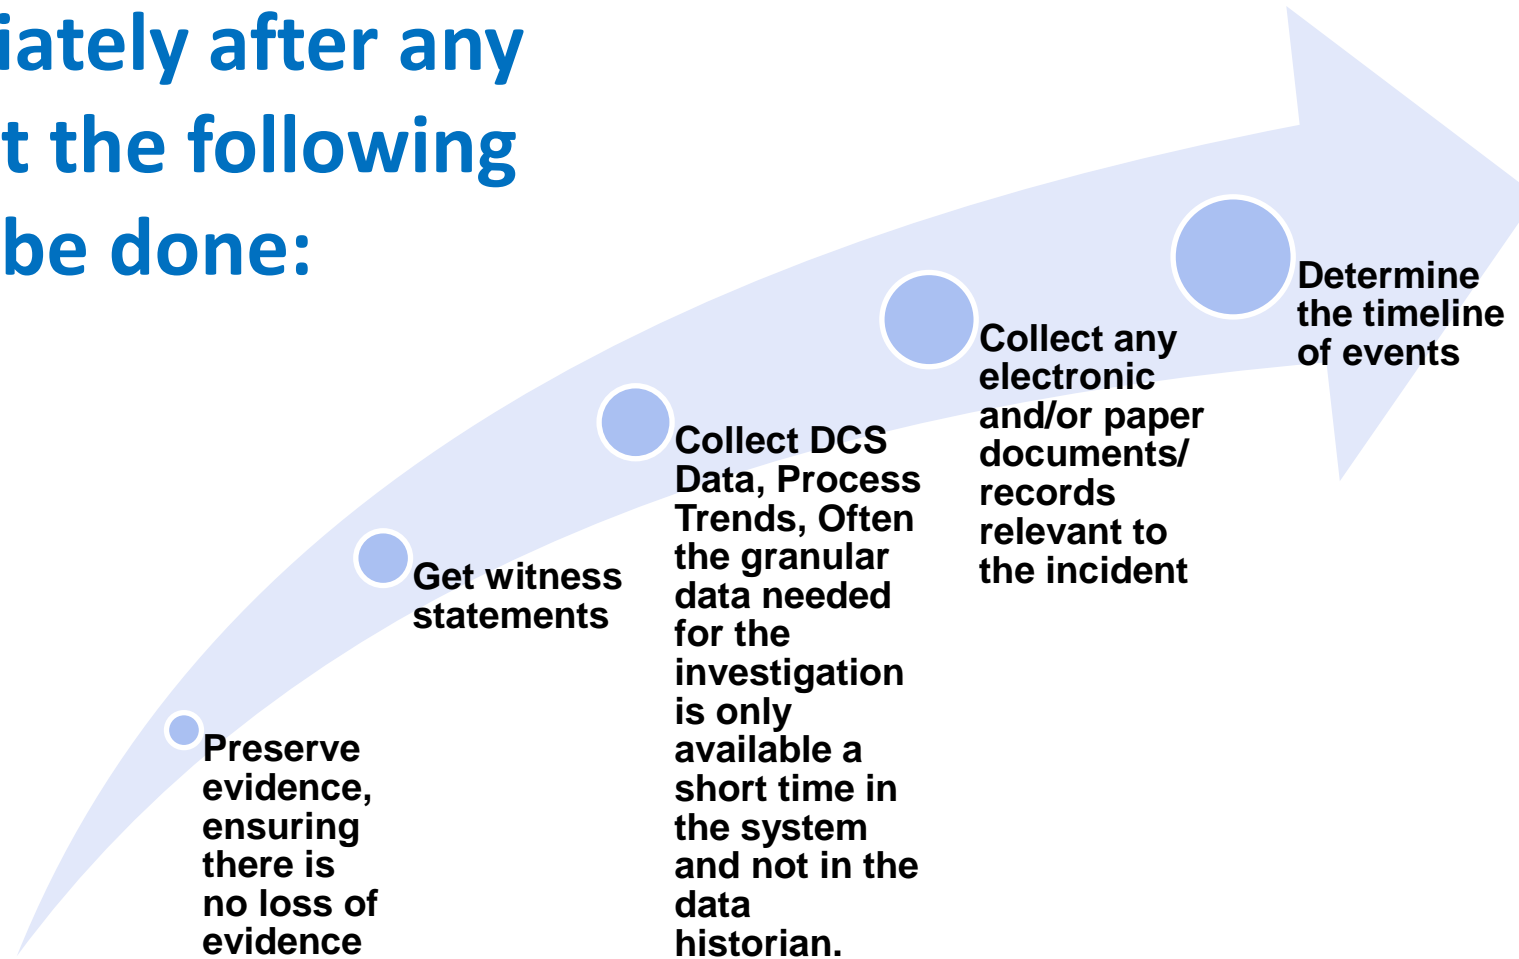 iately after any
t the following
be done:
Preserve
evidence,
ensuring
there is
no loss of
evidence
Get witness
statements
Collect DCS
Data, Process
Trends, Often
the granular
data needed
for the
investigation
is only
available a
short time in
the system
and not in the
data
historian.
Collect any
electronic
and/or paper
documents/
records
relevant to
the incident
Determine
the timeline
of events